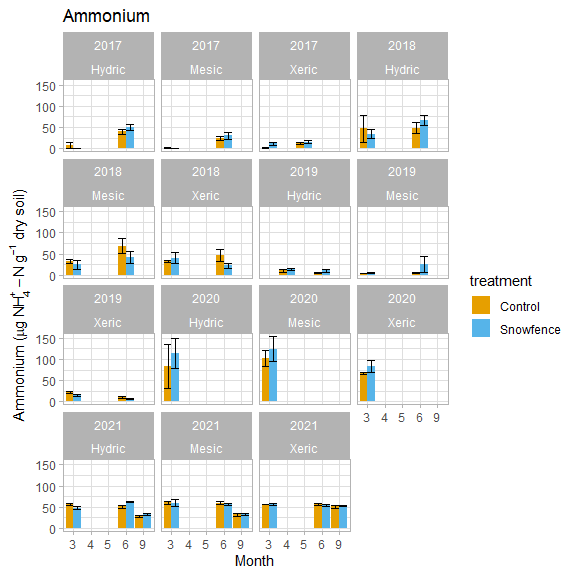 Ammonium
2017 2017 2017 2018
Hydric Mesic Xeric Hydric
150
100
50
0
2018 2018 2019 2019
Mesic Xeric Hydric Mesic
150
100
50
0
2019 2020 2020 2020
Xeric Hydric Mesic Xeric
150
100
50
0
3 4 5 6 9
2021 2021 2021
Hydric Mesic Xeric
150
100
50
0
3 4 5 6 9 3 4 5 6 9 3 4 5 6 9
Month
Ammonium (μg NH₄⁺ – N g⁻¹ dry soil)
treatment
Control
Snowfence